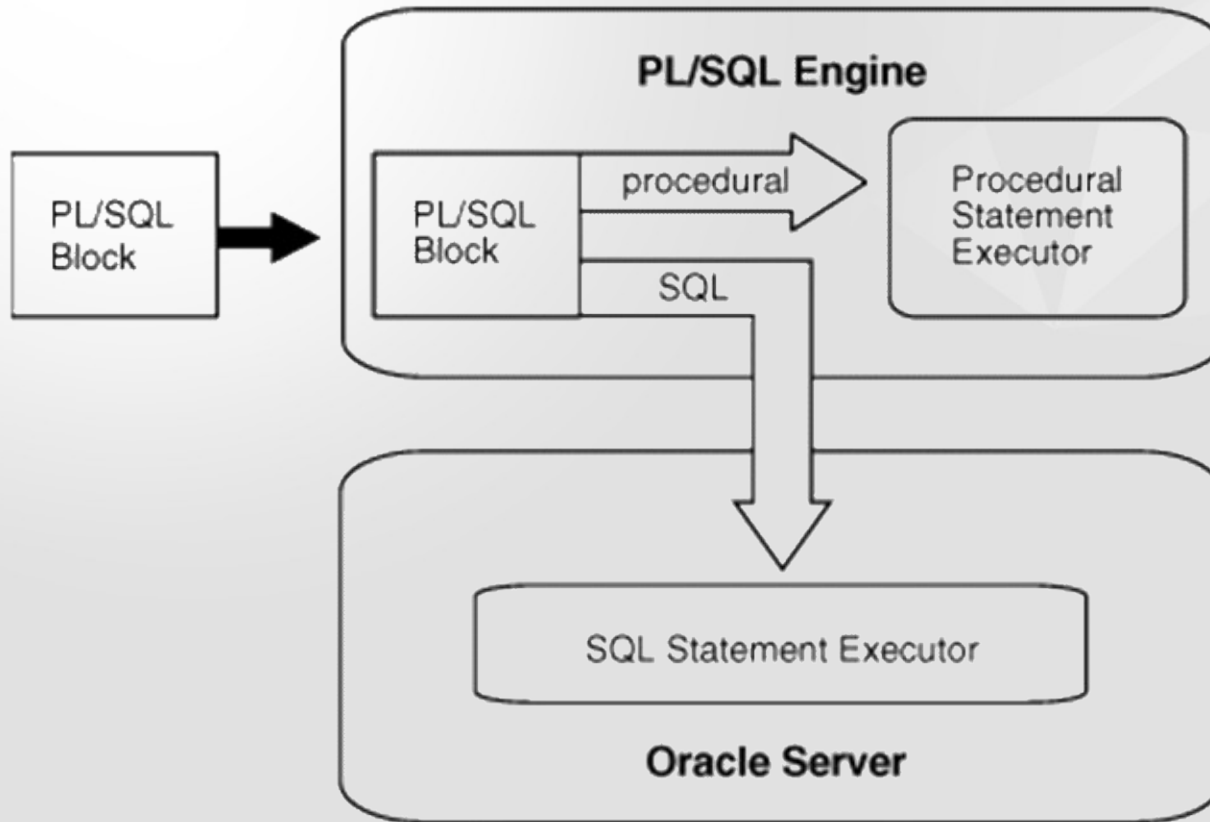 PL/SQL Engine
PL/SQL
Block
PL/SQL
Block
procedural
SQL
Procedural
Statement
Executor
SQL Statement Executor
Oracle Server